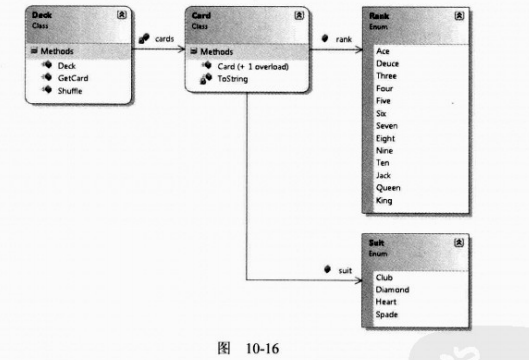 Deck
Class
Methods
Deck
GetCard
Shuffle
cards
Card
Class
Methods
Card (+ 1 overload)
ToString
rank
Rank
Enum
Ace
Deuce
Three
Four
Five
Six
Seven
Eight
Nine
Ten
Jack
Queen
King
suit
Suit
Enum
Club
Diamond
Heart
Spade
图 10-16